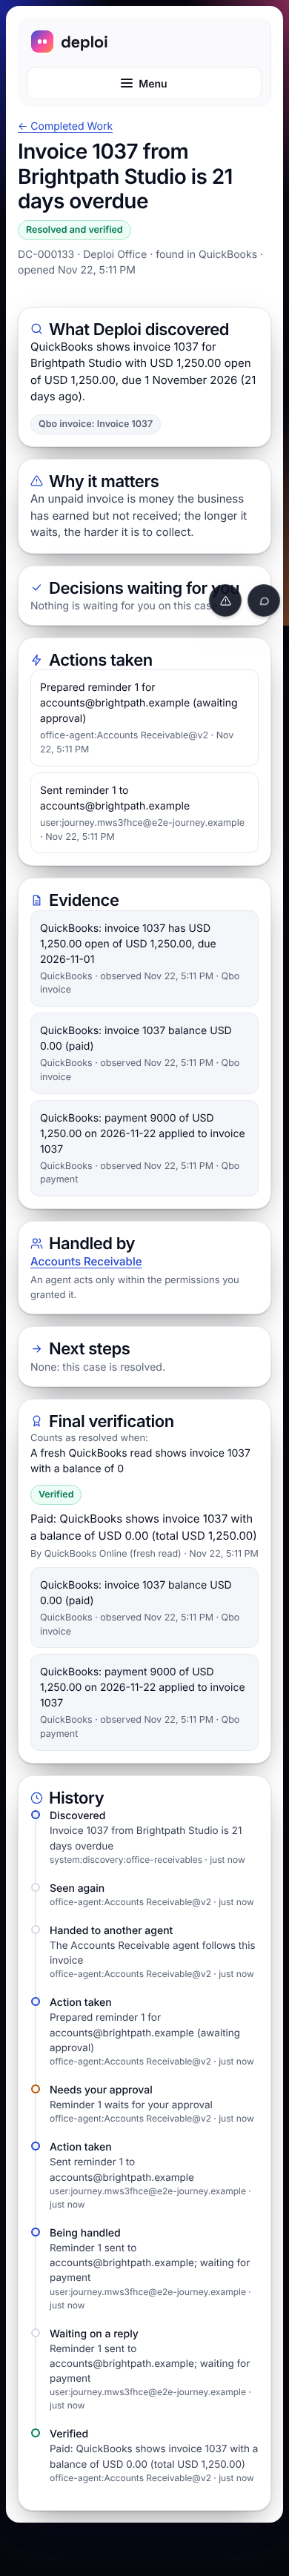 deploi
Menu
← Completed Work
Invoice 1037 from
Brightpath Studio is 21
days overdue
Resolved and verified
DC-000133 · Deploi Office · found in QuickBooks ·
opened Nov 22, 5:11 PM
What Deploi discovered
QuickBooks shows invoice 1037 for
Brightpath Studio with USD 1,250.00 open
of USD 1,250.00, due 1 November 2026 (21
days ago).
Qbo invoice: Invoice 1037
Why it matters
An unpaid invoice is money the business
has earned but not received; the longer it
waits, the harder it is to collect.
Decisions waiting for you
Nothing is waiting for you on this
Actions taken
Prepared reminder 1 for
accounts@brightpath.example (awaiting
approval)
office-agent:Accounts Receivable@v2 · Nov
22, 5:11 PM
Sent reminder 1 to
accounts@brightpath.example
user:journey.mws3fhce@e2e-journey.example
· Nov 22, 5:11 PM
Evidence
QuickBooks: invoice 1037 has USD
1,250.00 open of USD 1,250.00, due
2026-11-01
QuickBooks · observed Nov 22, 5:11 PM · Qbo
invoice
QuickBooks: invoice 1037 balance USD
0.00 (paid)
QuickBooks · observed Nov 22, 5:11 PM · Qbo
invoice
QuickBooks: payment 9000 of USD
1,250.00 on 2026-11-22 applied to invoice
1037
QuickBooks · observed Nov 22, 5:11 PM · Qbo
payment
Handled by
Accounts Receivable
An agent acts only within the permissions you
granted it.
Next steps
None: this case is resolved.
Final verification
Counts as resolved when:
A fresh QuickBooks read shows invoice 1037
with a balance of 0
Verified
Paid: QuickBooks shows invoice 1037 with
a balance of USD 0.00 (total USD 1,250.00)
By QuickBooks Online (fresh read) · Nov 22, 5:11 PM
QuickBooks: invoice 1037 balance USD
0.00 (paid)
QuickBooks · observed Nov 22, 5:11 PM · Qbo
invoice
QuickBooks: payment 9000 of USD
1,250.00 on 2026-11-22 applied to invoice
1037
QuickBooks · observed Nov 22, 5:11 PM · Qbo
payment
History
Discovered
Invoice 1037 from Brightpath Studio is 21
days overdue
system:discovery:office-receivables · just now
Seen again
office-agent:Accounts Receivable@v2 · just now
Handed to another agent
The Accounts Receivable agent follows this
invoice
office-agent:Accounts Receivable@v2 · just now
Action taken
Prepared reminder 1 for
accounts@brightpath.example (awaiting
approval)
office-agent:Accounts Receivable@v2 · just now
Needs your approval
Reminder 1 waits for your approval
office-agent:Accounts Receivable@v2 · just now
Action taken
Sent reminder 1 to
accounts@brightpath.example
user:journey.mws3fhce@e2e-journey.example ·
just now
Being handled
Reminder 1 sent to
accounts@brightpath.example; waiting for
payment
user:journey.mws3fhce@e2e-journey.example ·
just now
Waiting on a reply
Reminder 1 sent to
accounts@brightpath.example; waiting for
payment
user:journey.mws3fhce@e2e-journey.example ·
just now
Verified
Paid: QuickBooks shows invoice 1037 with a
balance of USD 0.00 (total USD 1,250.00)
office-agent:Accounts Receivable@v2 · just now